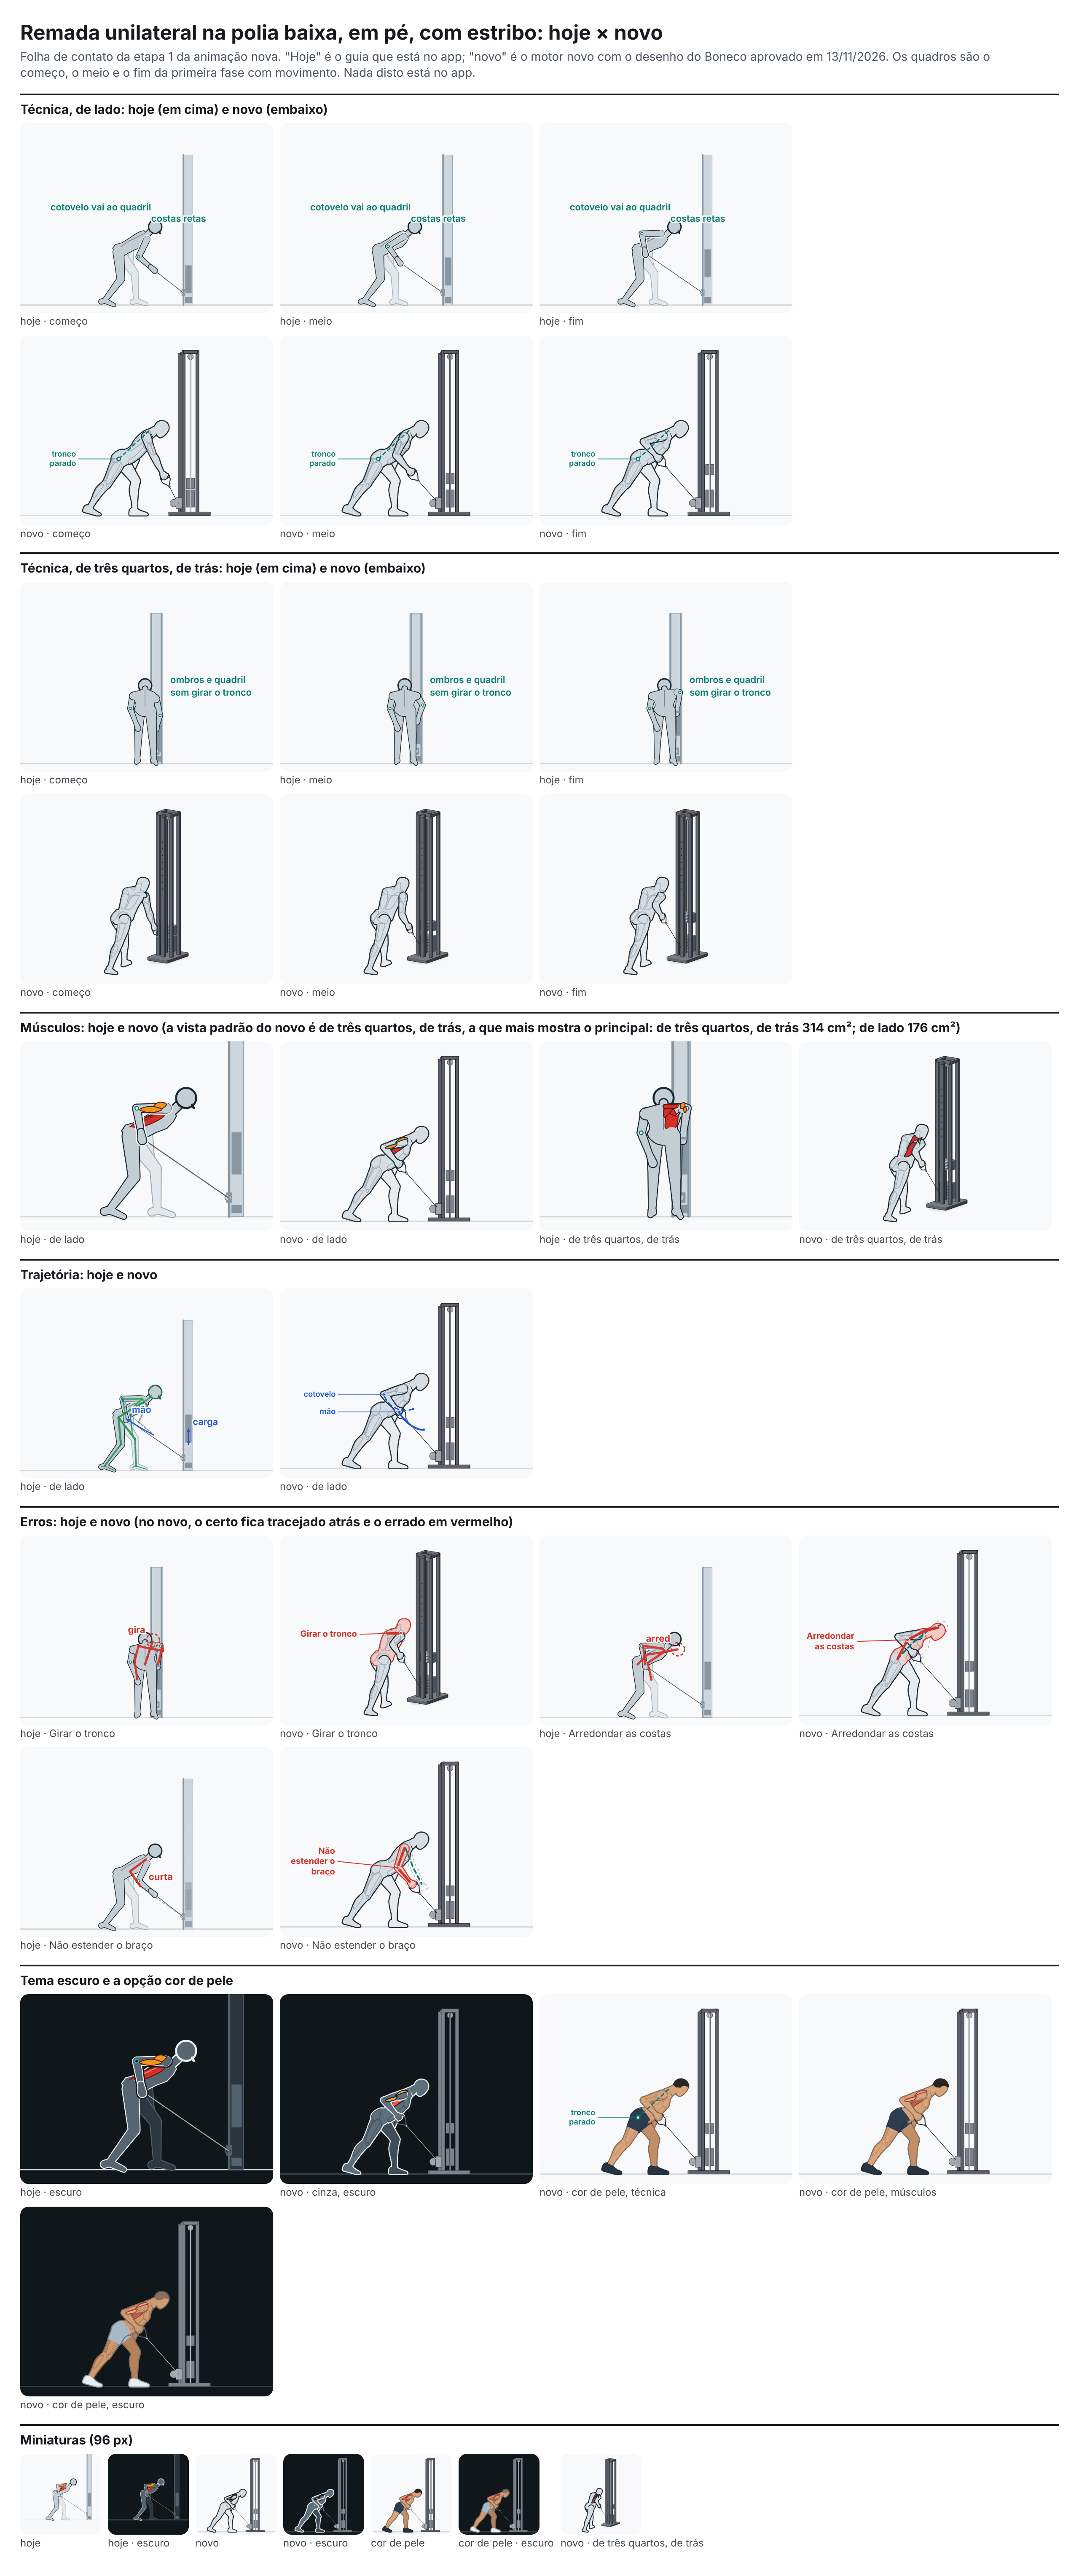 Remada unilateral na polia baixa, em pé, com estribo: hoje × novo
Folha de contato da etapa 1 da animação nova. "Hoje" é o guia que está no app; "novo" é o motor novo com o desenho do Boneco aprovado em 13/11/2026. Os quadros são o
começo, o meio e o fim da primeira fase com movimento. Nada disto está no app.
Técnica, de lado: hoje (em cima) e novo (embaixo)
cotovelo vai ao quadril
costas retas
cotovelo vai ao quadril
costas retas
cotovelo vai ao quadril
costas retas
hoje · começo
hoje · meio
hoje · fim
tronco
parado
tronco
parado
tronco
parado
novo · começo
novo · meio
novo · fim
Técnica, de três quartos, de trás: hoje (em cima) e novo (embaixo)
ombros e quadril
sem girar o tronco
ombros e quadril
sem girar o tronco
ombros e quadril
sem girar o tronco
hoje · começo
hoje · meio
hoje · fim
novo · começo
novo · meio
novo · fim
Músculos: hoje e novo (a vista padrão do novo é de três quartos, de trás, a que mais mostra o principal: de três quartos, de trás 314 cm²; de lado 176 cm²)
hoje · de lado
novo · de lado
hoje · de três quartos, de trás
novo · de três quartos, de trás
Trajetória: hoje e novo
mão
carga
cotovelo
mão
hoje · de lado
novo · de lado
Erros: hoje e novo (no novo, o certo fica tracejado atrás e o errado em vermelho)
gira
Girar o tronco
arred
Arredondar
as costas
hoje · Girar o tronco
novo · Girar o tronco
hoje · Arredondar as costas
novo · Arredondar as costas
curta
Não
estender o
braço
hoje · Não estender o braço
novo · Não estender o braço
Tema escuro e a opção cor de pele
tronco
parado
hoje · escuro
novo · cinza, escuro
novo · cor de pele, técnica
novo · cor de pele, músculos
novo · cor de pele, escuro
Miniaturas (96 px)
hoje
hoje · escuro
novo
novo · escuro
cor de pele
cor de pele · escuro
novo · de três quartos, de trás